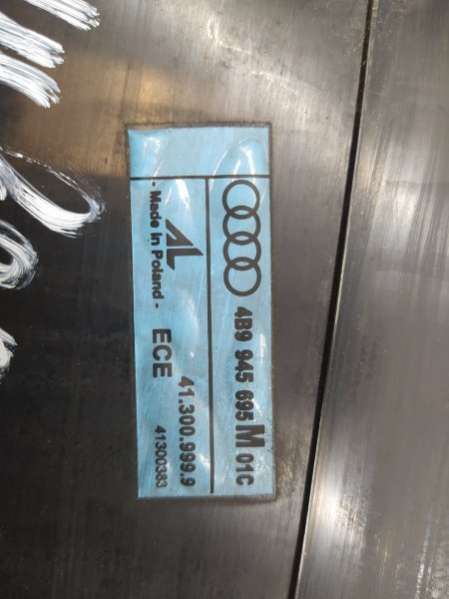 4B9 945 695 M 01C
AL
41.300.999.9
- Made In Poland -
ECE
41300383